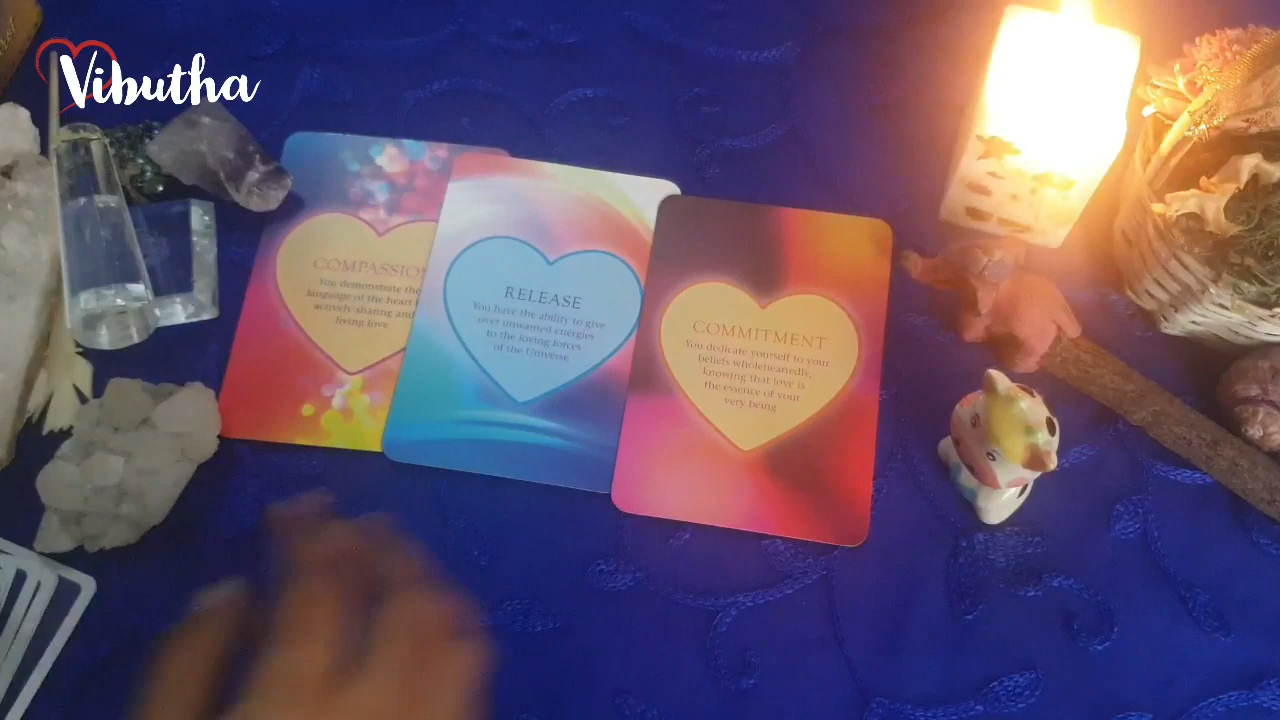 Vibutha
COMPASSION
You demonstrate the
language of the heart
actively sharing and
living love
RELEASE
You have the ability to give
over unwanted energies
to the loving forces
of the Universe
COMMITMENT
You dedicate yourself to your
beliefs wholeheartedly,
knowing that love is
the essence of your
very being